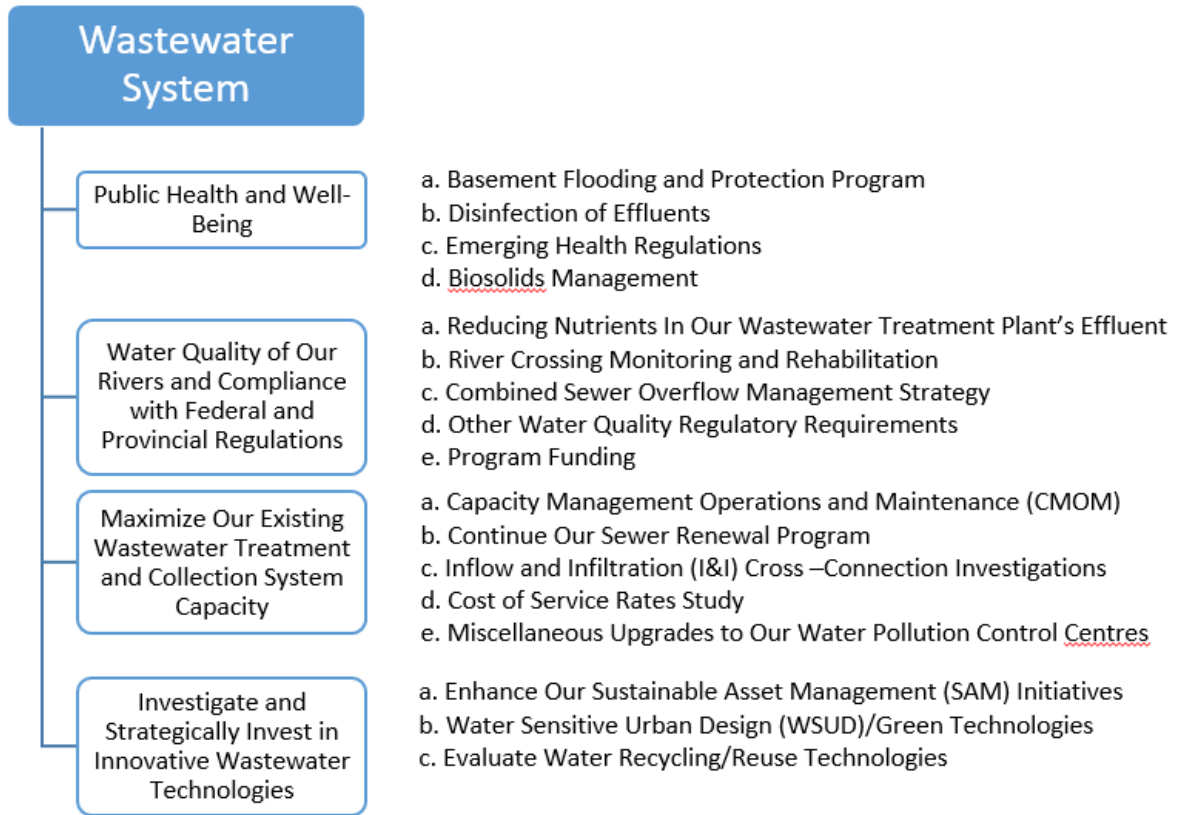 Wastewater
System
Public Health and Well-
Being
a. Basement Flooding and Protection Program
b. Disinfection of Effluents
c. Emerging Health Regulations
d. Biosolids Management
Water Quality of Our
Rivers and Compliance
with Federal and
Provincial Regulations
a. Reducing Nutrients In Our Wastewater Treatment Plant’s Effluent
b. River Crossing Monitoring and Rehabilitation
c. Combined Sewer Overflow Management Strategy
d. Other Water Quality Regulatory Requirements
e. Program Funding
Maximize Our Existing
Wastewater Treatment
and Collection System
Capacity
a. Capacity Management Operations and Maintenance (CMOM)
b. Continue Our Sewer Renewal Program
c. Inflow and Infiltration (I&I) Cross –Connection Investigations
d. Cost of Service Rates Study
e. Miscellaneous Upgrades to Our Water Pollution Control Centres
Investigate and
Strategically Invest in
Innovative Wastewater
Technologies
a. Enhance Our Sustainable Asset Management (SAM) Initiatives
b. Water Sensitive Urban Design (WSUD)/Green Technologies
c. Evaluate Water Recycling/Reuse Technologies